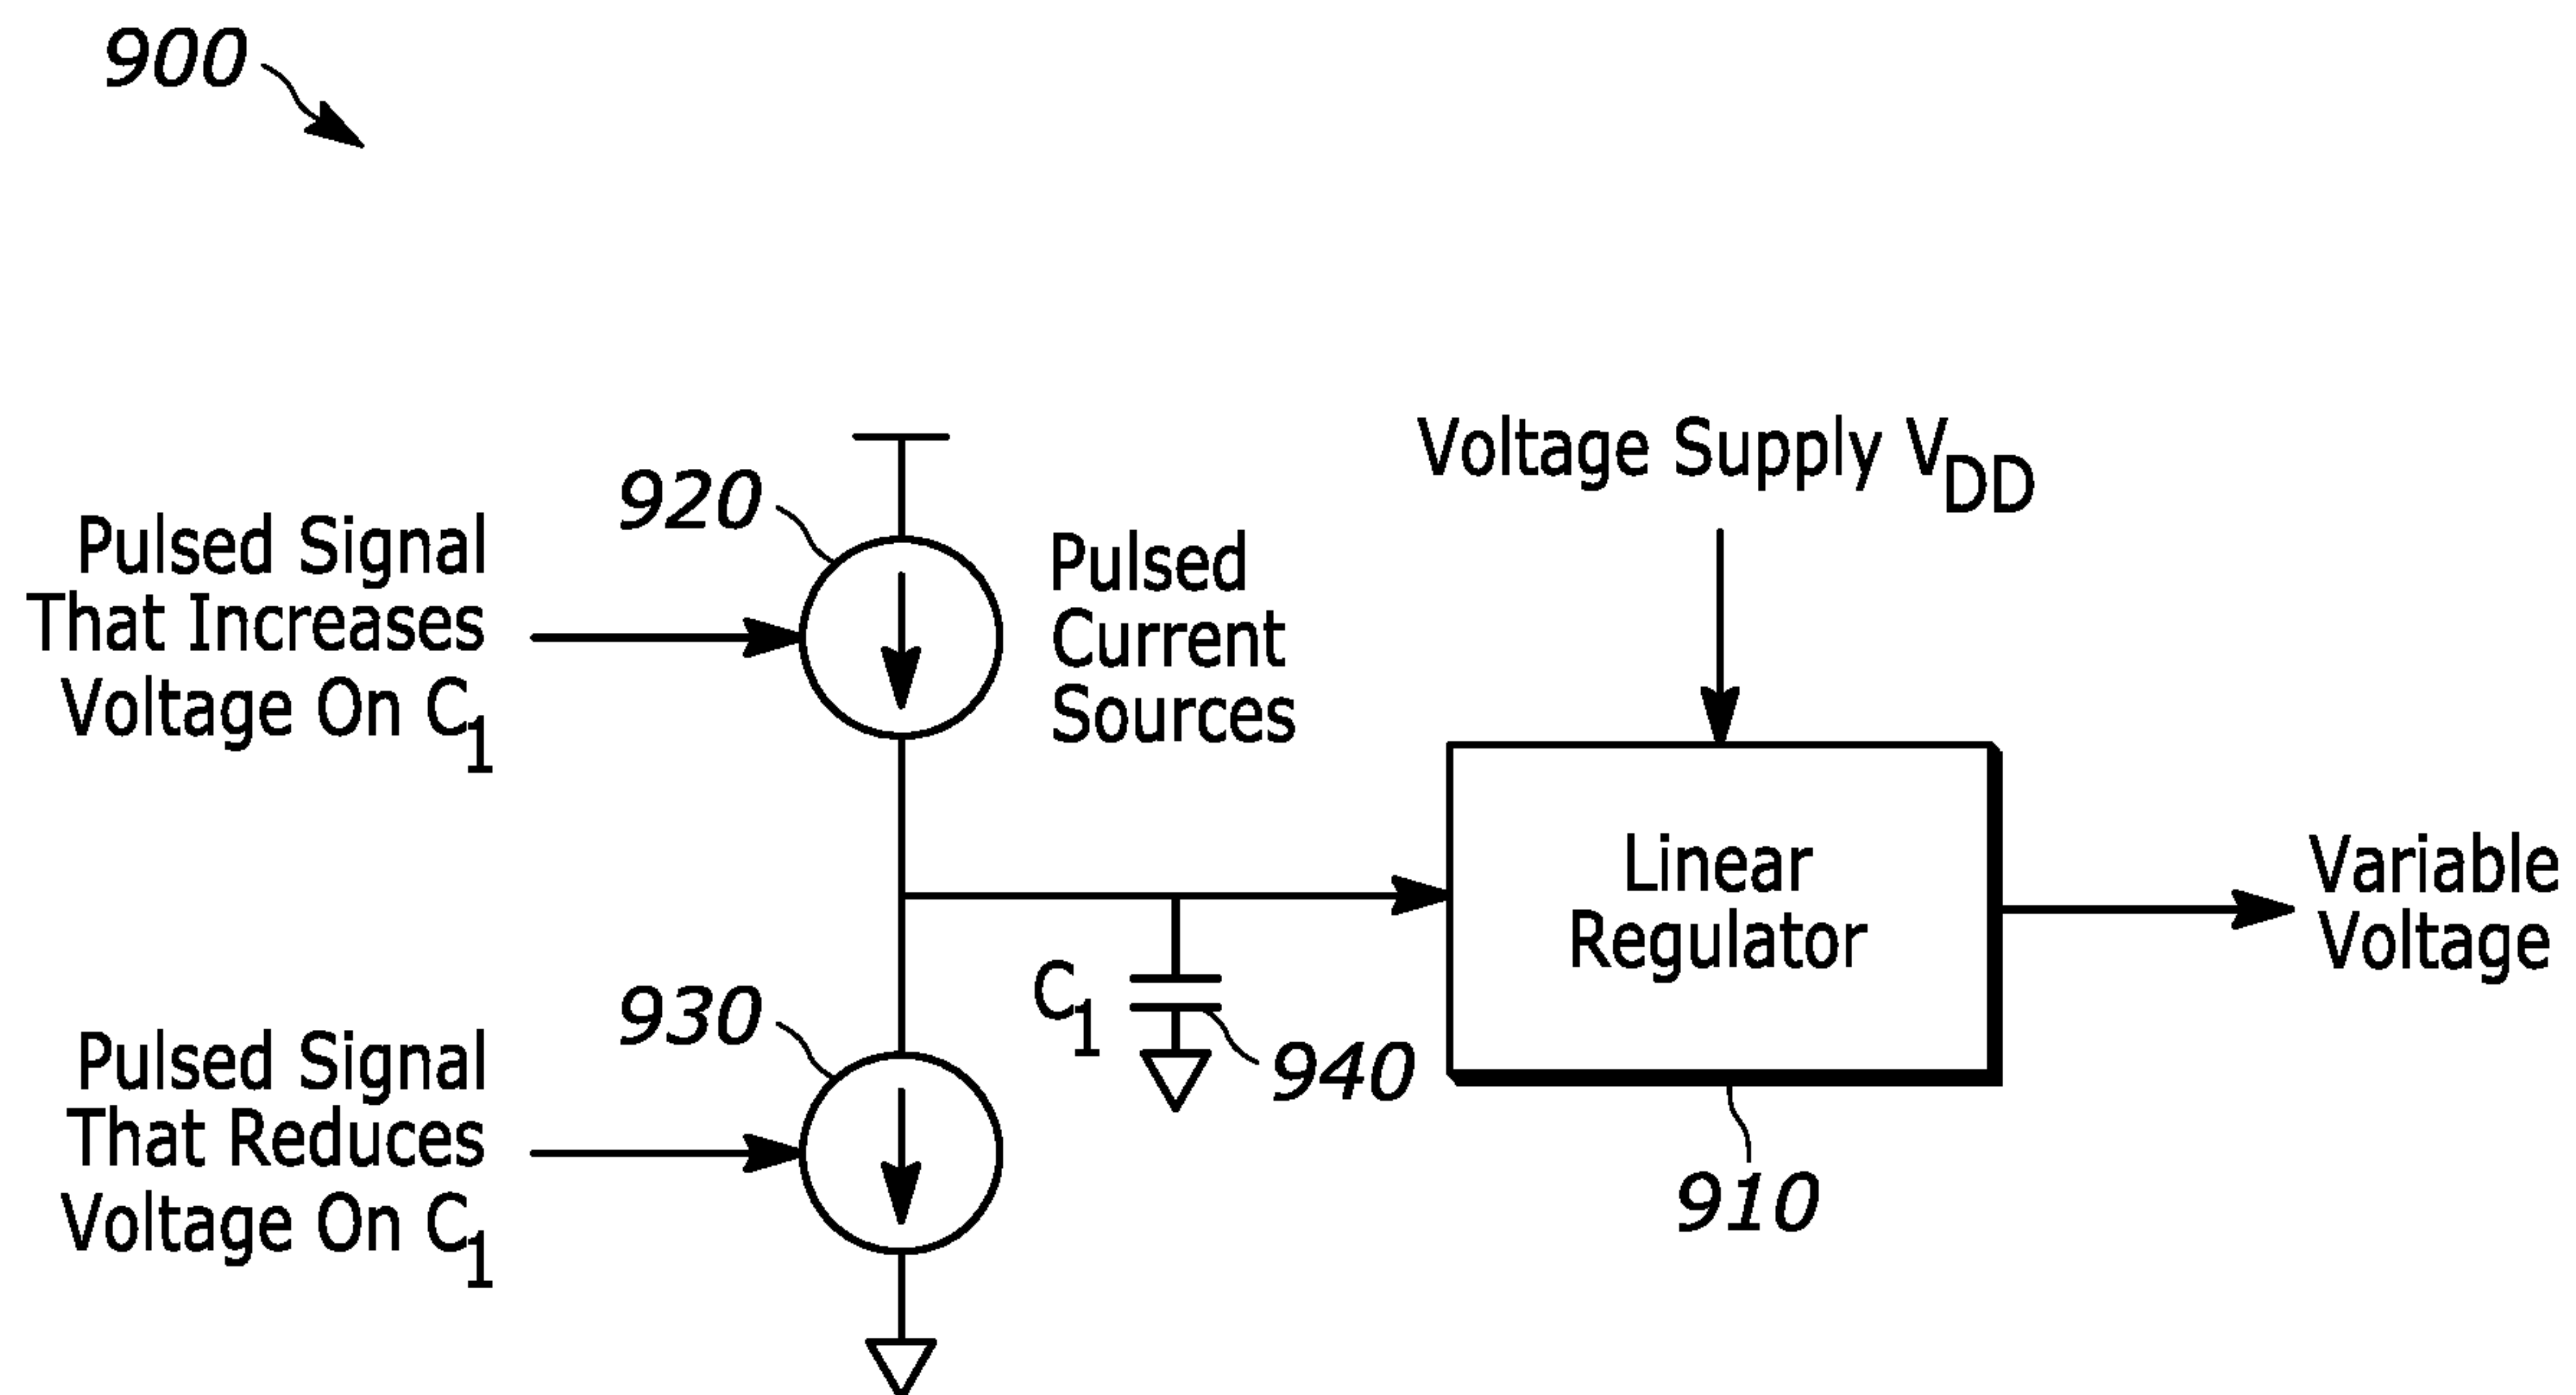 900
Voltage Supply VDD
920
Pulsed Signal
That Increases
Voltage On C1
Pulsed
Current
Sources
Linear
Regulator
Variable
Voltage
C1
940
930
Pulsed Signal
That Reduces
Voltage On C1
910